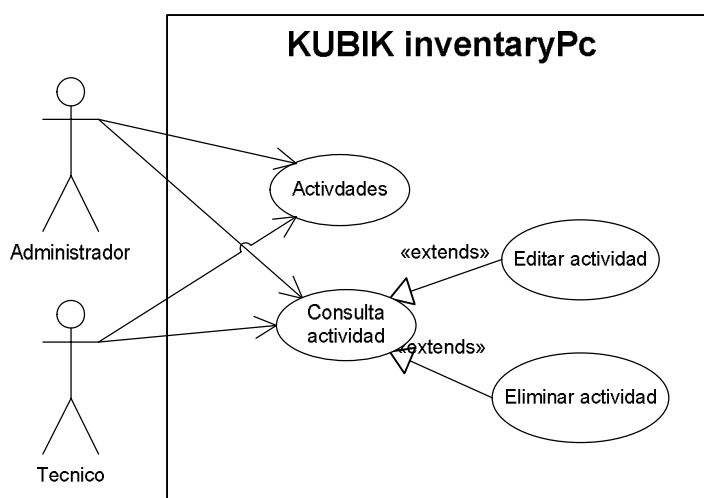 KUBIK inventaryPc
Activdades
Administrador
«extends»
Editar actividad
Consulta
actividad
«extends»
Eliminar actividad
Tecnico